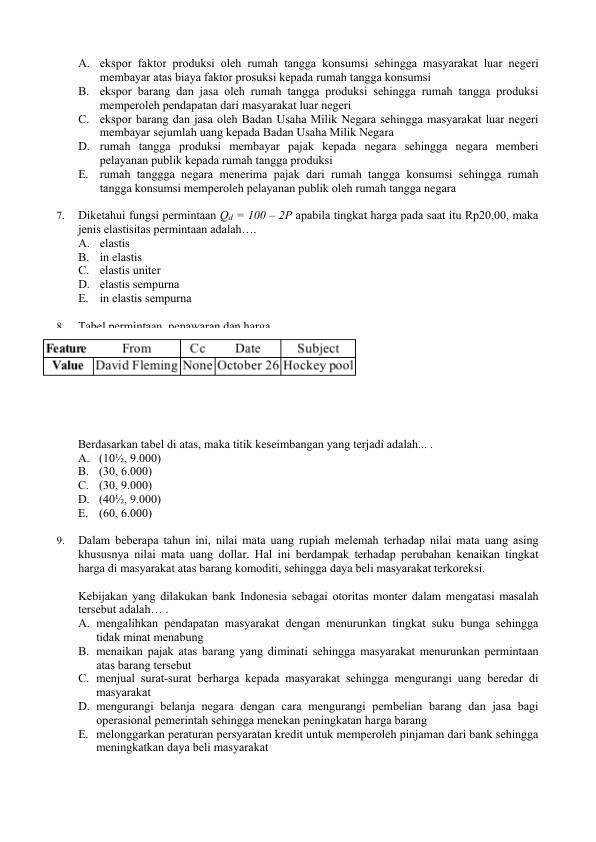 A. ekspor faktor produksi oleh rumah tangga konsumsi sehingga masyarakat luar negeri
membayar atas biaya faktor prosuksi kepada rumah tangga konsumsi
B. ekspor barang dan jasa oleh rumah tangga produksi sehingga rumah tangga produksi
memperoleh pendapatan dari masyarakat luar negeri
C. ekspor barang dan jasa oleh Badan Usaha Milik Negara sehingga masyarakat luar negeri
membayar sejumlah uang kepada Badan Usaha Milik Negara
D. rumah tangga produksi membayar pajak kepada negara sehingga negara memberi
pelayanan publik kepada rumah tangga produksi
E. rumah tanggga negara menerima pajak dari rumah tangga konsumsi sehingga rumah
tangga konsumsi memperoleh pelayanan publik oleh rumah tangga negara
7. Diketahui fungsi permintaan Qd = 100 – 2P apabila tingkat harga pada saat itu Rp20,00, maka
jenis elastisitas permintaan adalah….
A. elastis
B. in elastis
C. elastis uniter
D. elastis sempurna
E. in elastis sempurna
8. Tabel permintaan, penawaran dan harga
Feature From Cc Date Subject
Value David Fleming None October 26 Hockey pool
Berdasarkan tabel di atas, maka titik keseimbangan yang terjadi adalah... .
A. (10½, 9.000)
B. (30, 6.000)
C. (30, 9.000)
D. (40½, 9.000)
E. (60, 6.000)
9. Dalam beberapa tahun ini, nilai mata uang rupiah melemah terhadap nilai mata uang asing
khususnya nilai mata uang dollar. Hal ini berdampak terhadap perubahan kenaikan tingkat
harga di masyarakat atas barang komoditi, sehingga daya beli masyarakat terkoreksi.
Kebijakan yang dilakukan bank Indonesia sebagai otoritas monter dalam mengatasi masalah
tersebut adalah… .
A. mengalihkan pendapatan masyarakat dengan menurunkan tingkat suku bunga sehingga
tidak minat menabung
B. menaikan pajak atas barang yang diminati sehingga masyarakat menurunkan permintaan
atas barang tersebut
C. menjual surat-surat berharga kepada masyarakat sehingga mengurangi uang beredar di
masyarakat
D. mengurangi belanja negara dengan cara mengurangi pembelian barang dan jasa bagi
operasional pemerintah sehingga menekan peningkatan harga barang
E. melonggarkan peraturan persyaratan kredit untuk memperoleh pinjaman dari bank sehingga
meningkatkan daya beli masyarakat